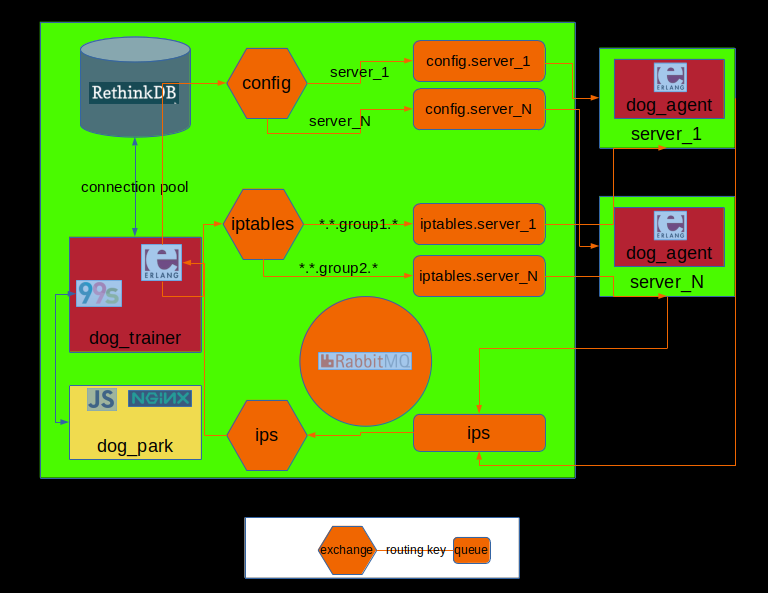 RethinkDB
config
server_1
server_N
config.server_1
config.server_N
ERLANG
dog_agent
server_1
connection pool
iptables
*.*.group1.*
*.*.group2.*
iptables.server_1
iptables.server_N
ERLANG
dog_agent
server_N
ERLANG
99s
dog_trainer
RabbitMQ
JS
NGINX
dog_park
ips
ips
exchange
routing key
queue